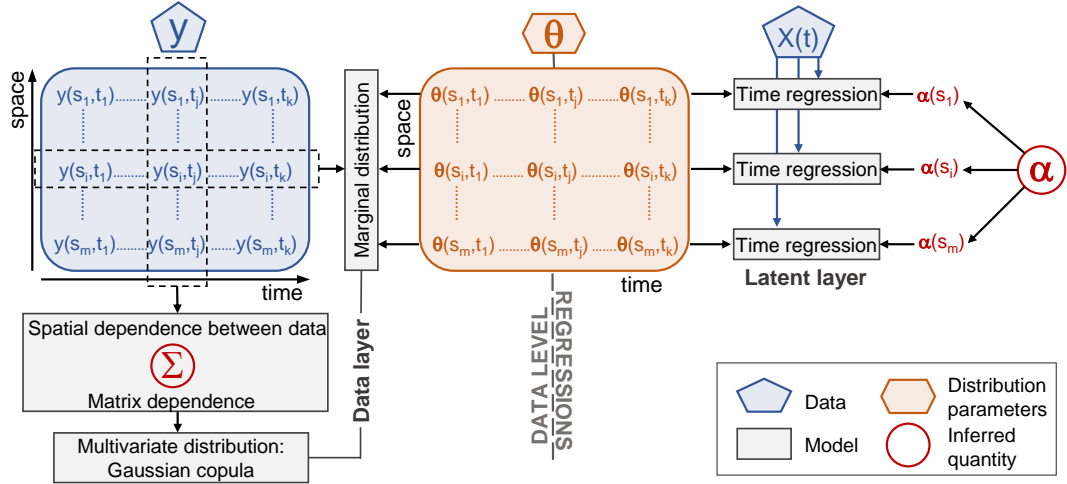 y
θ
X(t)
space
y(s1,t1)........y(s1,tj) ........y(s1,tk)
y(si,t1)........y(si,tj)........y(si,tk)
y(sm,t1)........y(sm,tj) ........y(sm,tk)
time
Marginal distribution
space
θ(s1,t1) ........θ(s1,tj) ........θ(s1,tk)
θ(si,t1) ........θ(si,tj) ........θ(si,tk)
θ(sm,t1) ........θ(sm,tj) ........θ(sm,tk)
time
Time regression
α(s1)
Time regression
α(si)
Time regression
α(sm)
α
Latent layer
Spatial dependence between data
Σ
Matrix dependence
Multivariate distribution:
Gaussian copula
Data layer
DATA LEVEL
REGRESSIONS
Data
Distribution
parameters
Model
Inferred
quantity